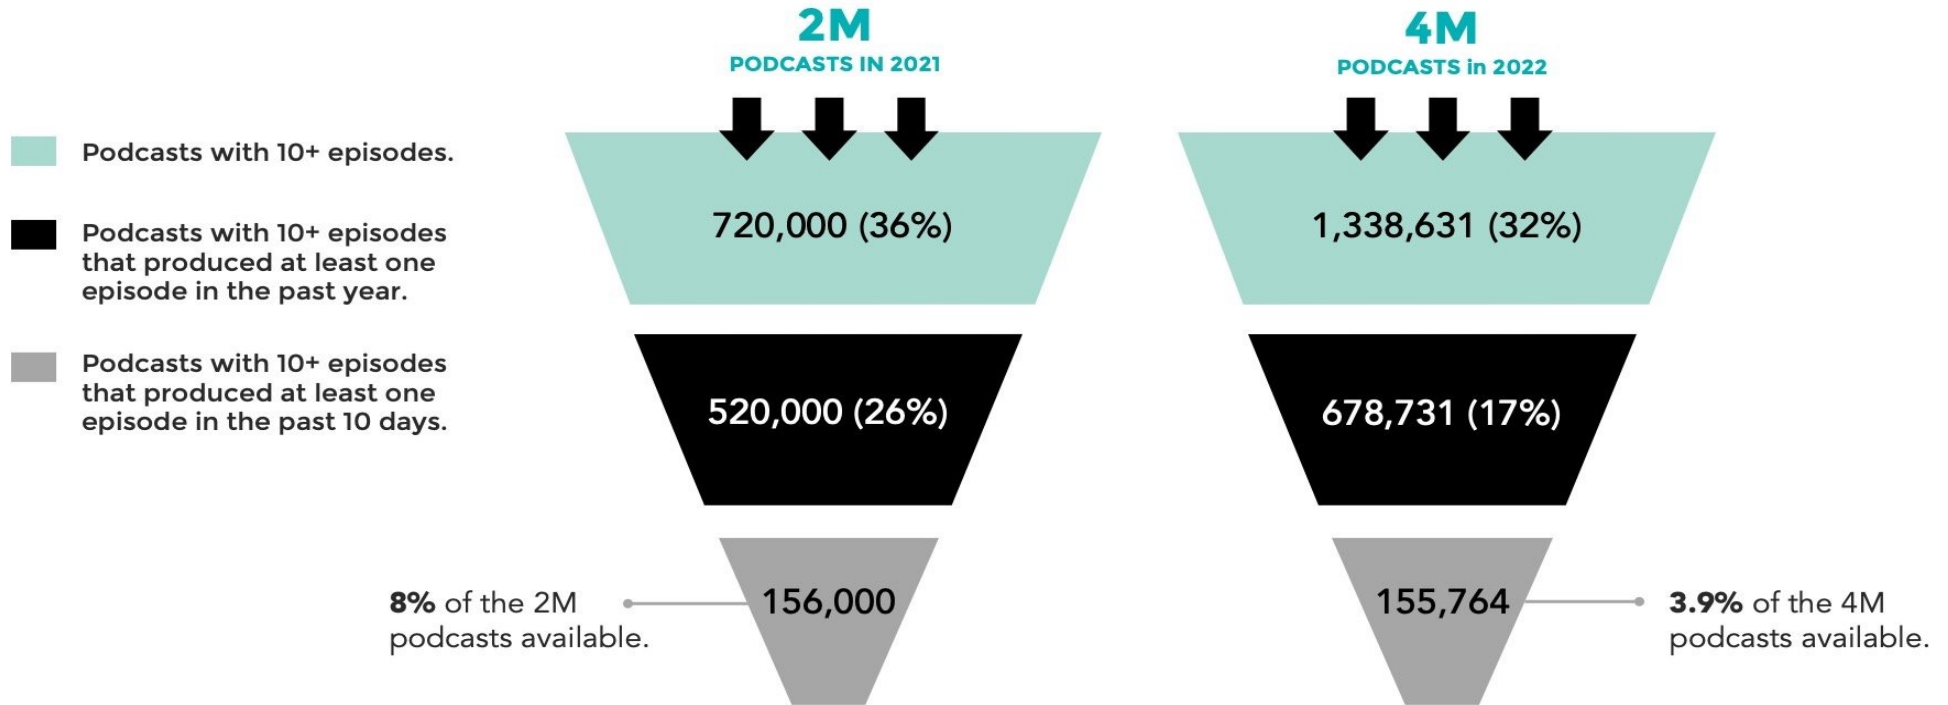 2M
PODCASTS IN 2021
4M
PODCASTS in 2022
Podcasts with 10+ episodes.
Podcasts with 10+ episodes
that produced at least one
episode in the past year.
Podcasts with 10+ episodes
that produced at least one
episode in the past 10 days.
720,000 (36%)
1,338,631 (32%)
520,000 (26%)
678,731 (17%)
8% of the 2M
podcasts available.
156,000
155,764
3.9% of the 4M
podcasts available.